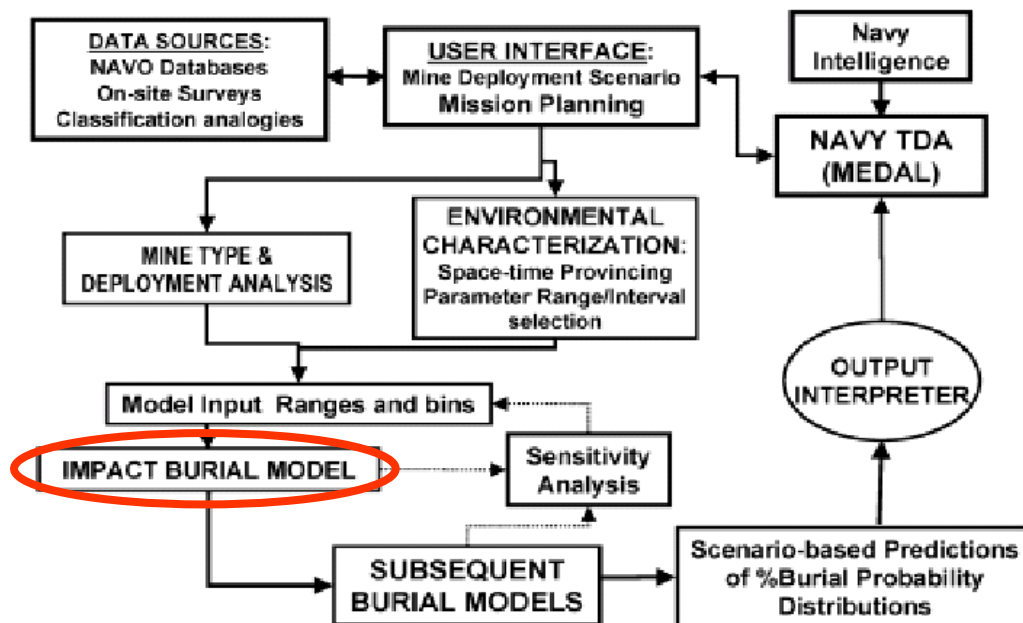 DATA SOURCES:
NAVO Databases
On-site Surveys
Classification analogies
USER INTERFACE:
Mine Deployment Scenario
Mission Planning
Navy
Intelligence
NAVY TDA
(MEDAL)
MINE TYPE &
DEPLOYMENT ANALYSIS
ENVIRONMENTAL
CHARACTERIZATION:
Space-time Provincing
Parameter Range/Interval
selection
OUTPUT
INTERPRETER
Model Input Ranges and bins
IMPACT BURIAL MODEL
Sensitivity
Analysis
SUBSEQUENT
BURIAL MODELS
Scenario-based Predictions
of %Burial Probability
Distributions